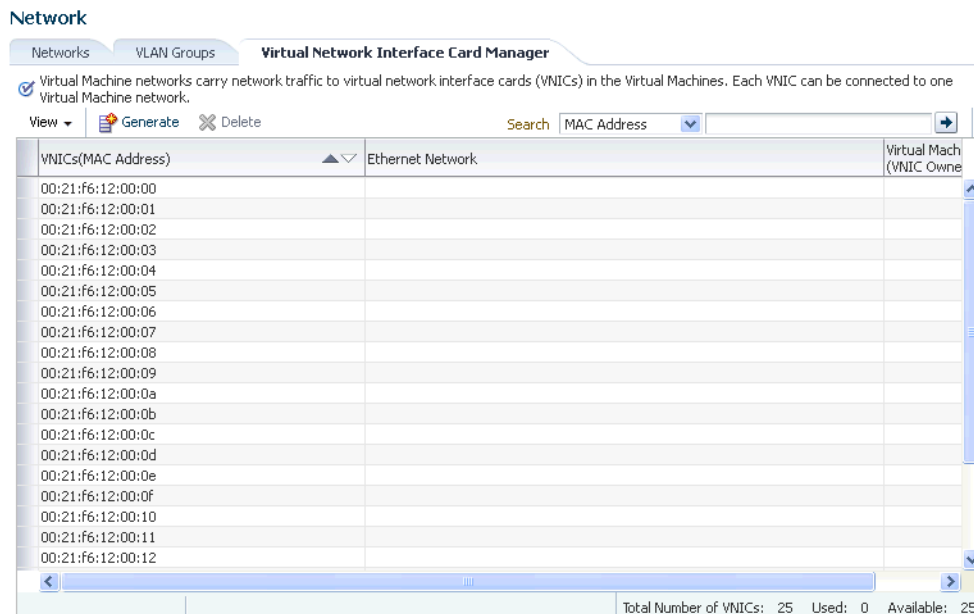 Network
Networks VLAN Groups Virtual Network Interface Card Manager
Virtual Machine networks carry network traffic to virtual network interface cards (VNICs) in the Virtual Machines. Each VNIC can be connected to one
Virtual Machine network.
View Generate Delete Search MAC Address
VNICs(MAC Address) Ethernet Network Virtual Mach
(VNIC Owne
00:21:f6:12:00:00
00:21:f6:12:00:01
00:21:f6:12:00:02
00:21:f6:12:00:03
00:21:f6:12:00:04
00:21:f6:12:00:05
00:21:f6:12:00:06
00:21:f6:12:00:07
00:21:f6:12:00:08
00:21:f6:12:00:09
00:21:f6:12:00:0a
00:21:f6:12:00:0b
00:21:f6:12:00:0c
00:21:f6:12:00:0d
00:21:f6:12:00:0e
00:21:f6:12:00:0f
00:21:f6:12:00:10
00:21:f6:12:00:11
00:21:f6:12:00:12
Total Number of VNICs: 25 Used: 0 Available: 25